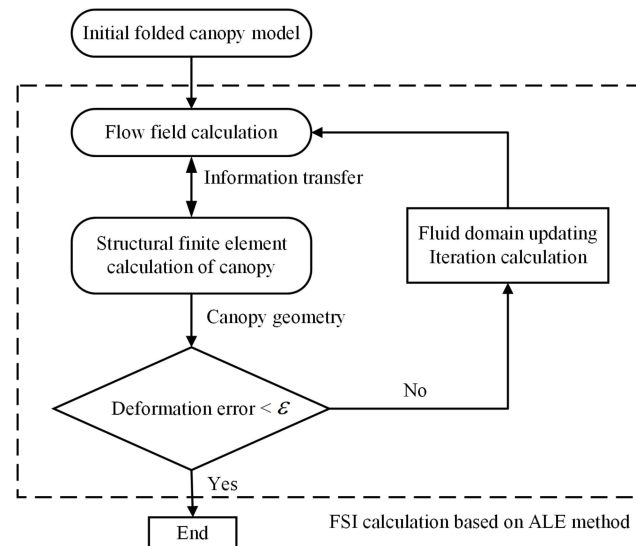 Initial folded canopy model
Flow field calculation
Information transfer
Structural finite element
calculation of canopy
Fluid domain updating
Iteration calculation
Canopy geometry
Deformation error < ε
No
Yes
End
FSI calculation based on ALE method